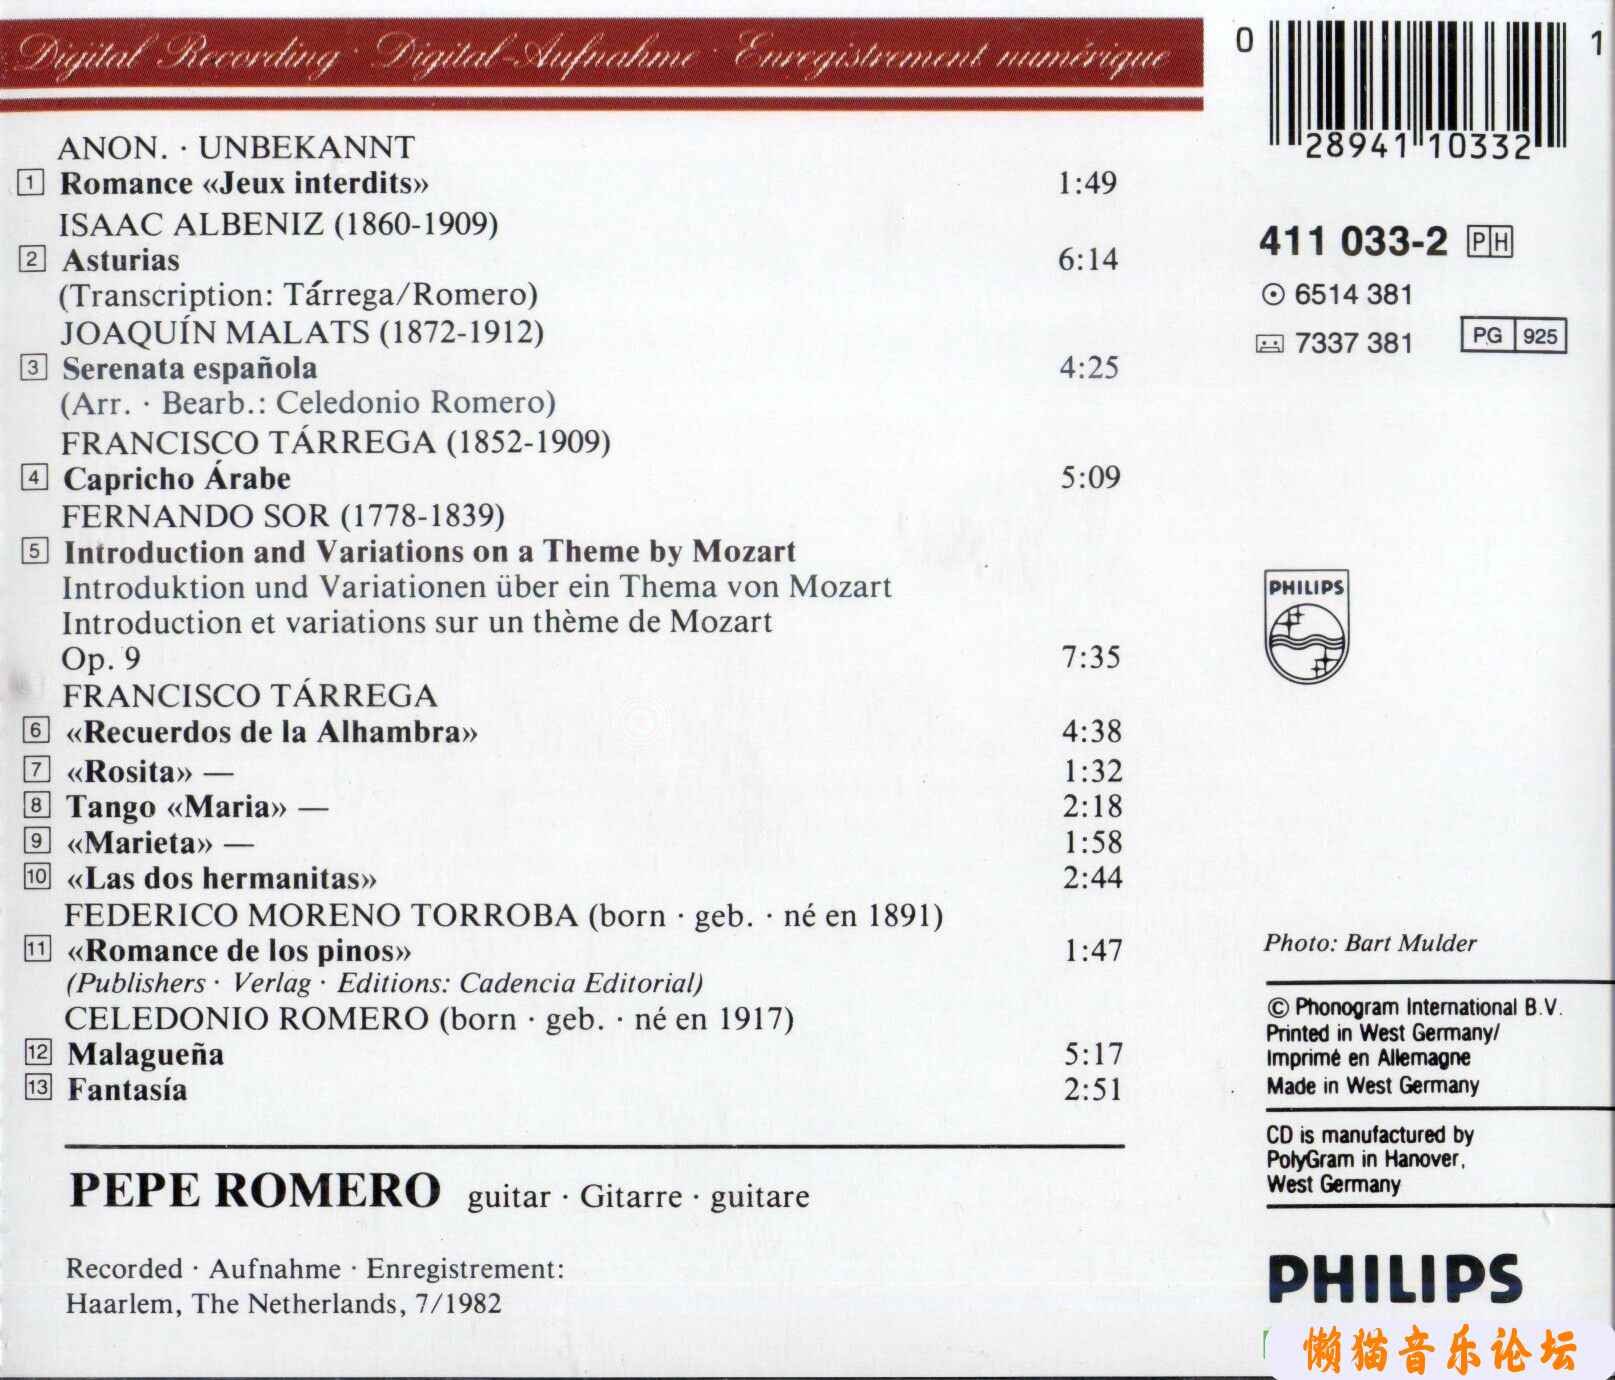 Digital Recording · Digital-Aufnahme · Enregistrement numérique
ANON. · UNBEKANNT
1 Romance «Jeux interdits» 1:49
ISAAC ALBENIZ (1860-1909)
2 Asturias 6:14
(Transcription: Tárrega/Romero)
JOAQUÍN MALATS (1872-1912)
3 Serenata española 4:25
(Arr. · Bearb.: Celedonio Romero)
FRANCISCO TÁRREGA (1852-1909)
4 Capricho Árabe 5:09
FERNANDO SOR (1778-1839)
5 Introduction and Variations on a Theme by Mozart
Introduktion und Variationen über ein Thema von Mozart
Introduction et variations sur un thème de Mozart
Op. 9 7:35
FRANCISCO TÁRREGA
6 «Recuerdos de la Alhambra» 4:38
7 «Rosita» — 1:32
8 Tango «Maria» — 2:18
9 «Marieta» — 1:58
10 «Las dos hermanitas» 2:44
FEDERICO MORENO TORROBA (born · geb. · né en 1891)
11 «Romance de los pinos» 1:47
(Publishers · Verlag · Editions: Cadencia Editorial)
CELEDONIO ROMERO (born · geb. · né en 1917)
12 Malagueña 5:17
13 Fantasía 2:51
PEPE ROMERO guitar · Gitarre · guitare
Recorded · Aufnahme · Enregistrement:
Haarlem, The Netherlands, 7/1982
0 28941 10332 1
411 033-2 PH
6514 381
7337 381 PG 925
PHILIPS
Photo: Bart Mulder
© Phonogram International B.V.
Printed in West Germany/
Imprimé en Allemagne
Made in West Germany
CD is manufactured by
PolyGram in Hanover,
West Germany
PHILIPS
懒猫音乐论坛